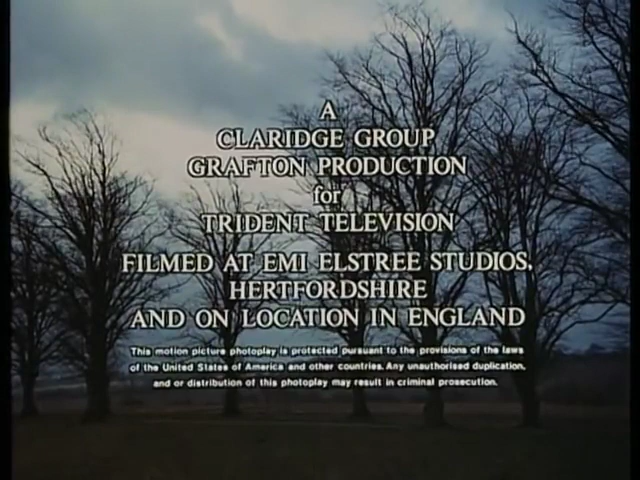 A
CLARIDGE GROUP
GRAFTON PRODUCTION
for
TRIDENT TELEVISION
FILMED AT EMI ELSTREE STUDIOS,
HERTFORDSHIRE
AND ON LOCATION IN ENGLAND
This motion picture photoplay is protected pursuant to the provisions of the laws
of the United States of America and other countries. Any unauthorised duplication,
and or distribution of this photoplay may result in criminal prosecution.